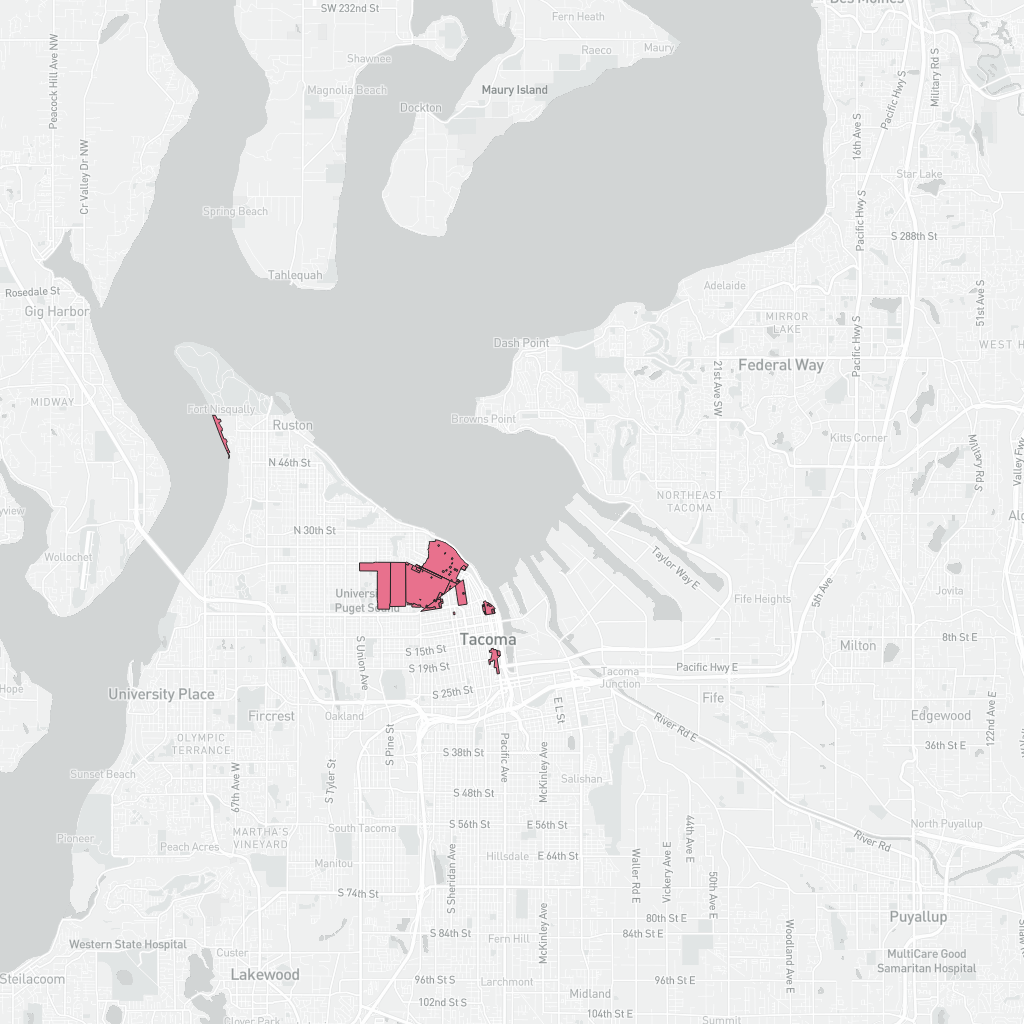 Des Moines
SW 232nd St
Fern Heath
Maury
Raeco
Shawnee
Peacock Hill Ave NW
Military Rd S
Magnolia Beach
Maury Island
Pacific Hwy S
Dockton
16th Ave S
Cr Valley Dr NW
Star Lake
Spring Beach
Pacific Hwy S
S 288th St
Tahlequah
Rosedale St
Adelaide
51st Ave S
Gig Harbor
MIRROR
LAKE
Dash Point
Pacific Hwy S
WEST H
Federal Way
21st Ave SW
MIDWAY
Fort Nisqually
Browns Point
Ruston
Kitts Corner
N 46th St
Military Rd S
Valley Fwy
NORTHEAST
TACOMA
N 30th St
Wollochet
Taylor Way E
5th Ave
Jovita
Universi
Puget Sound
Fife Heights
Tacoma
8th St E
Milton
S 15th St
S Union Ave
S 19th St
Pacific Hwy E
Tacoma
Junction
University Place
S 25th St
Fife
Hope
E L St
122nd Ave E
Fircrest
Oakland
Edgewood
River Rd E
OLYMPIC
TERRACE
S Pine St
Pacific Ave
S 38th St
36th St E
McKinley Ave
Sunset Beach
67th Ave W
S Tyler St
Salishan
S 48th St
S 56th St
E 56th St
44th Ave E
North Puyallup
South Tacoma
Pioneer
MARTHA'S
VINEYARD
River Rd
Peach Acres
Hillsdale
E 64th St
Manitou
Waller Rd E
Vickery Ave E
S Sheridan Ave
50th Ave E
S 74th St
80th St E
Puyallup
McKinley Ave
84th St E
S 84th St
Fern Hill
Woodland Ave E
Western State Hospital
Custer
MultiCare Good
Samaritan Hospital
Steilacoom
Lakewood
96th St S
Larchmont
96th St E
Midland
102nd St S
104th St E
Clover Park
Summit